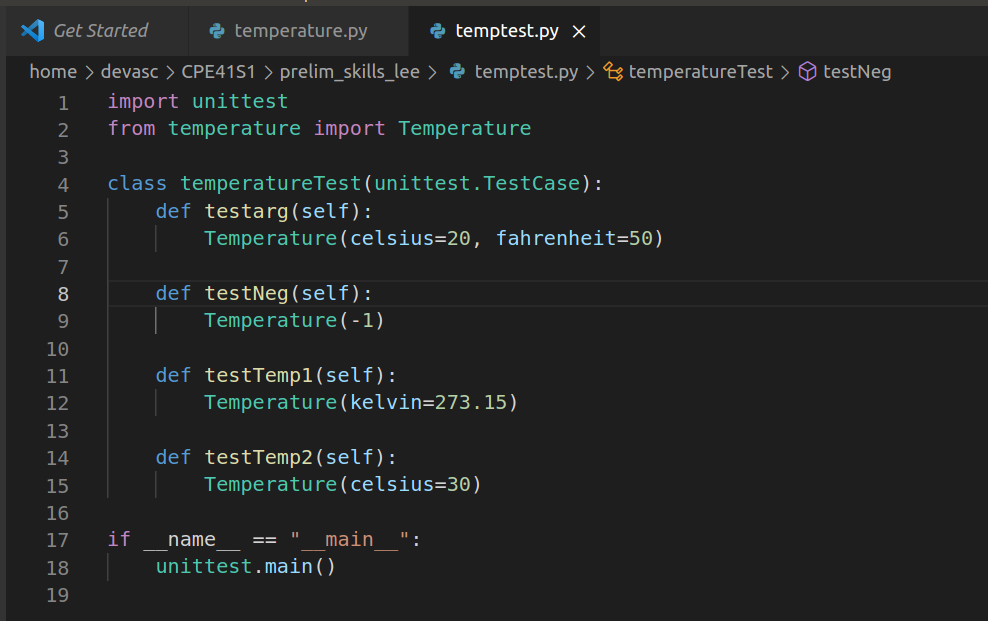 Get Started temperature.py temptest.py
home > devasc > CPE41S1 > prelim_skills_lee > temptest.py > temperatureTest > testNeg
1 import unittest
2 from temperature import Temperature
3
4 class temperatureTest(unittest.TestCase):
5     def testarg(self):
6         Temperature(celsius=20, fahrenheit=50)
7
8     def testNeg(self):
9         Temperature(-1)
10
11     def testTemp1(self):
12         Temperature(kelvin=273.15)
13
14     def testTemp2(self):
15         Temperature(celsius=30)
16
17 if __name__ == "__main__":
18     unittest.main()
19